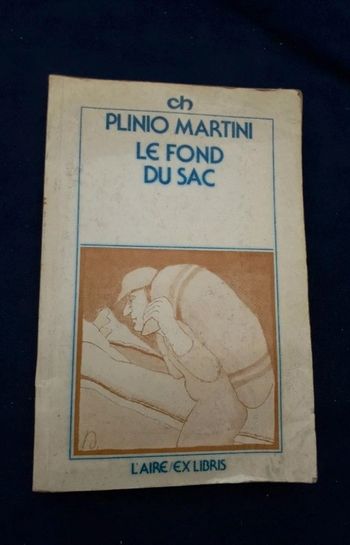 ch
PLINIO MARTINI
LE FOND
DU SAC
L'AIRE/EX LIBRIS